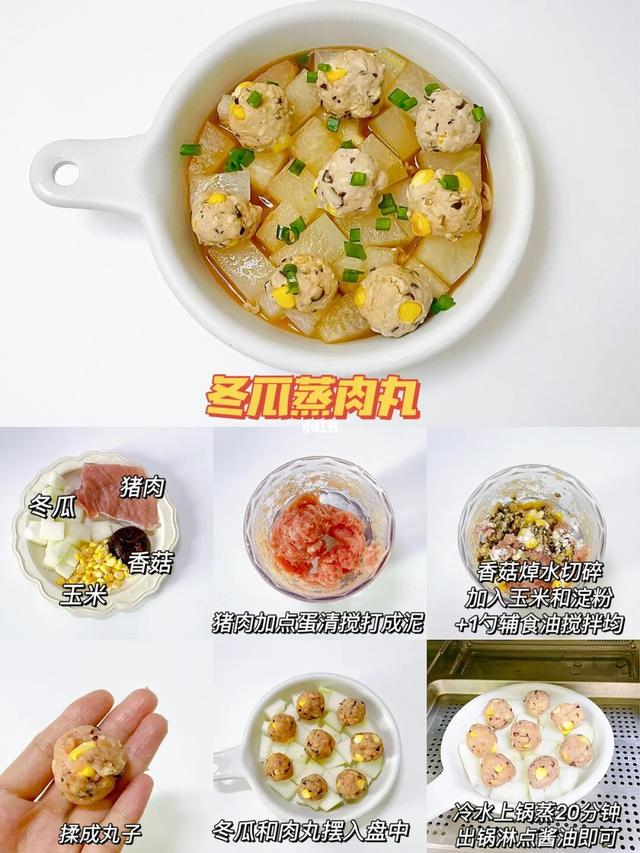 冬瓜蒸肉丸
小红书
冬瓜
猪肉
香菇
玉米
猪肉加点蛋清搅打成泥
香菇焯水切碎
加入玉米和淀粉
+1勺辅食油搅拌均
揉成丸子
冬瓜和肉丸摆入盘中
冷水上锅蒸20分钟
出锅淋点酱油即可